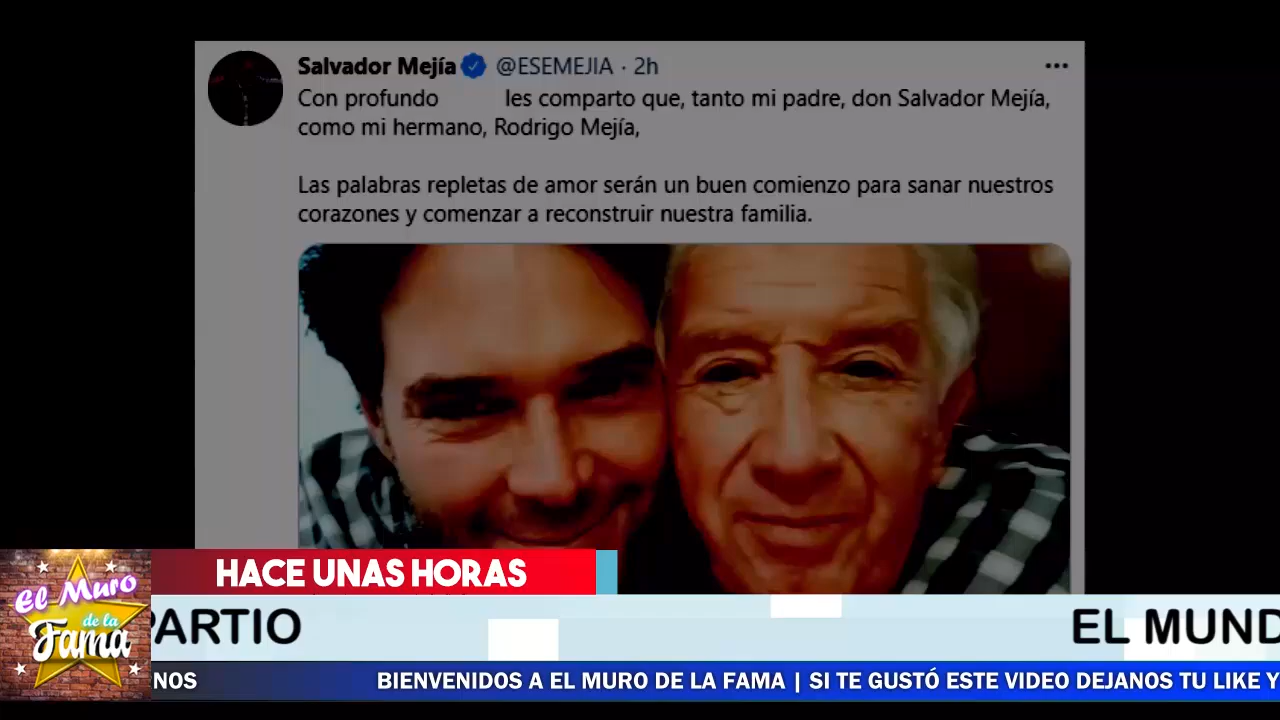 Salvador Mejía @ESEMEJIA · 2h
Con profundo les comparto que, tanto mi padre, don Salvador Mejía,
como mi hermano, Rodrigo Mejía,
Las palabras repletas de amor serán un buen comienzo para sanar nuestros
corazones y comenzar a reconstruir nuestra familia.
HACE UNAS HORAS
El Muro
de la
Fama
PARTIO EL MUND
NOS BIENVENIDOS A EL MURO DE LA FAMA | SI TE GUSTÓ ESTE VIDEO DEJANOS TU LIKE Y